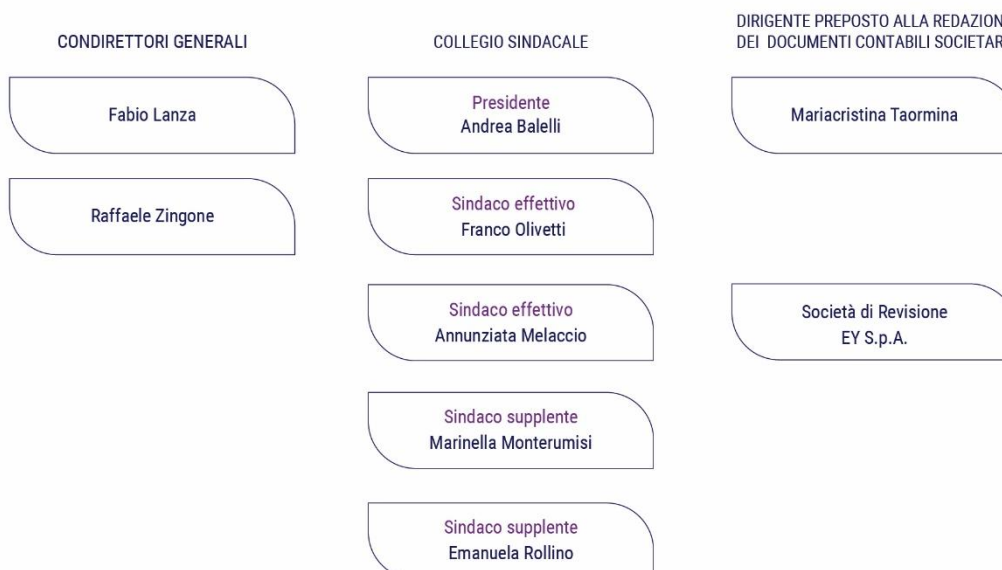 CONDIRETTORI GENERALI
Fabio Lanza
Raffaele Zingone
COLLEGIO SINDACALE
Presidente
Andrea Balelli
Sindaco effettivo
Franco Olivetti
Sindaco effettivo
Annunziata Melaccio
Sindaco supplente
Marinella Monterumisi
Sindaco supplente
Emanuela Rollino
DIRIGENTE PREPOSTO ALLA REDAZION
DEI DOCUMENTI CONTABILI SOCIETAR
Mariacristina Taormina
Società di Revisione
EY S.p.A.